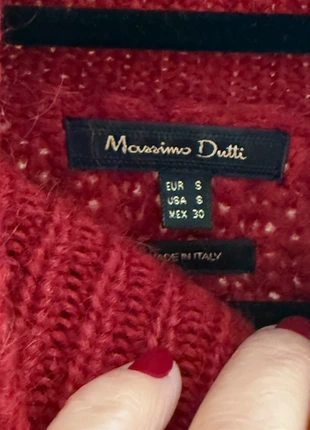 Massimo Dutti
EUR S
USA S
MEX 30
MADE IN ITALY